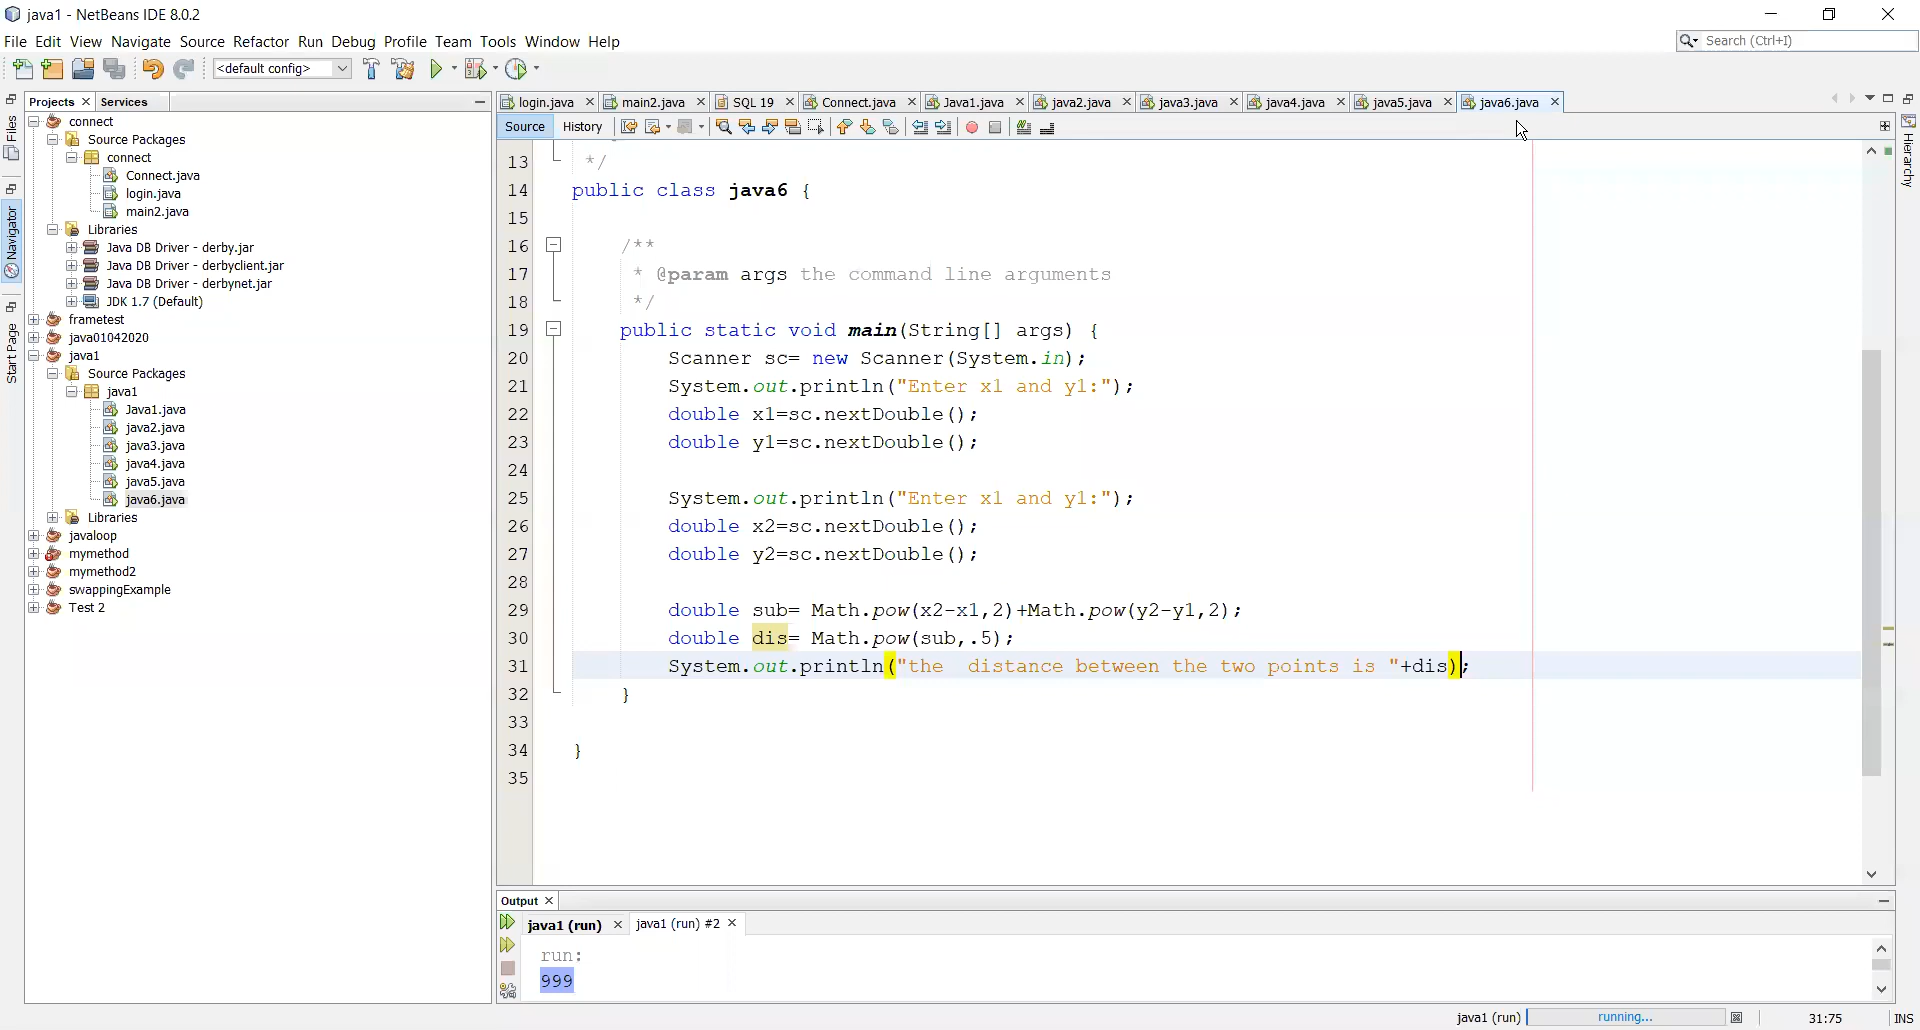 java1 - NetBeans IDE 8.0.2
File Edit View Navigate Source Refactor Run Debug Profile Team Tools Window Help
Search (Ctrl+I)
<default config>
Projects
Services
login.java
main2.java
SQL 19
Connect.java
Java1.java
java2.java
java3.java
java4.java
java5.java
java6.java
Source
History
Files
Navigator
Start Page
Hierarchy
connect
Source Packages
connect
Connect.java
login.java
main2.java
Libraries
Java DB Driver - derby.jar
Java DB Driver - derbyclient.jar
Java DB Driver - derbynet.jar
JDK 1.7 (Default)
frametest
java01042020
java1
Source Packages
java1
Java1.java
java2.java
java3.java
java4.java
java5.java
java6.java
Libraries
javaloop
mymethod
mymethod2
swappingExample
Test 2
13 */
14 public class java6 {
15
16 /**
17 * @param args the command line arguments
18 */
19 public static void main(String[] args) {
20 Scanner sc= new Scanner(System.in);
21 System.out.println("Enter x1 and y1:");
22 double x1=sc.nextDouble();
23 double y1=sc.nextDouble();
24
25 System.out.println("Enter x1 and y1:");
26 double x2=sc.nextDouble();
27 double y2=sc.nextDouble();
28
29 double sub= Math.pow(x2-x1,2)+Math.pow(y2-y1,2);
30 double dis= Math.pow(sub,.5);
31 System.out.println("the  distance between the two points is "+dis);
32 }
33
34 }
35
Output
java1 (run)
java1 (run) #2
run:
999
java1 (run)
running...
31:75
INS